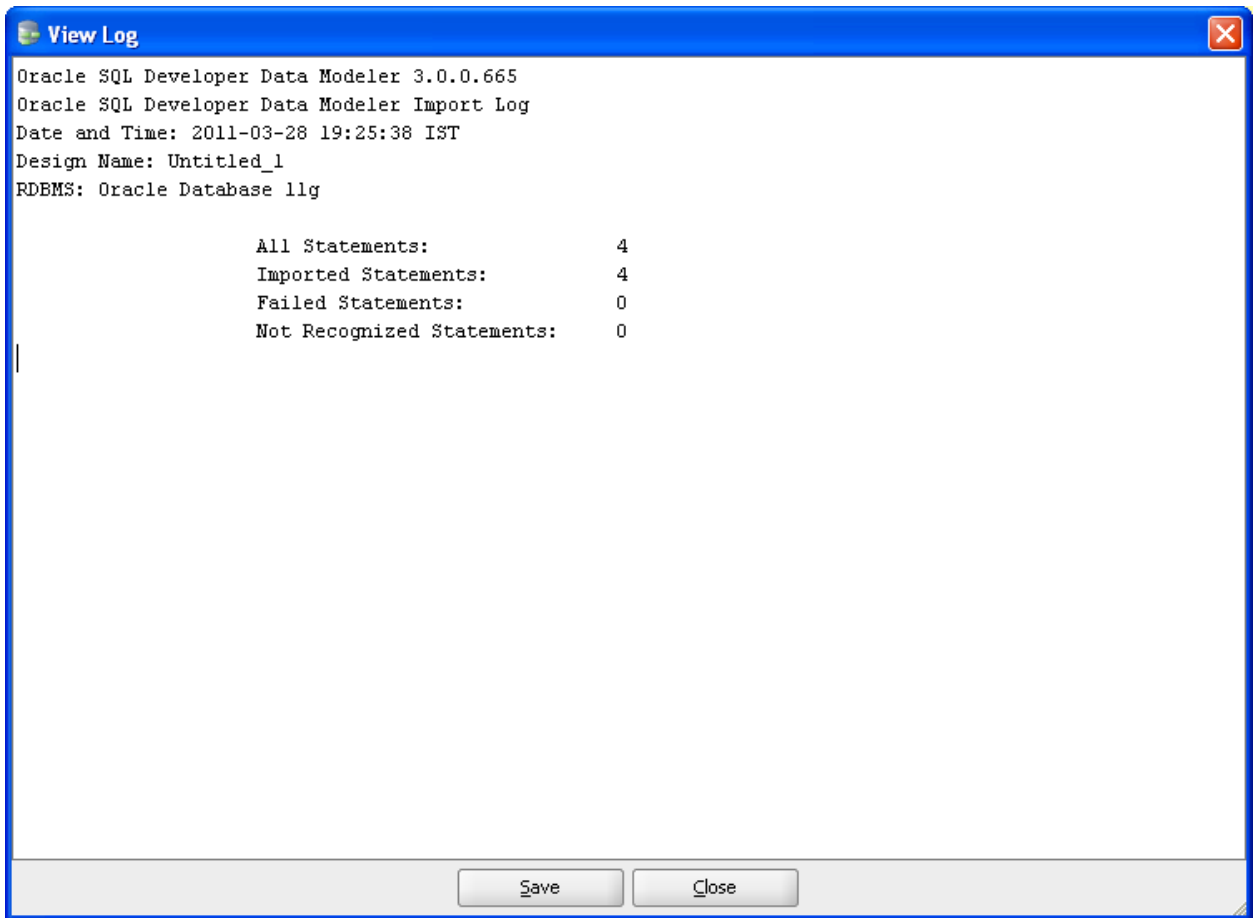 View Log
Oracle SQL Developer Data Modeler 3.0.0.665
Oracle SQL Developer Data Modeler Import Log
Date and Time: 2011-03-28 19:25:38 IST
Design Name: Untitled_1
RDBMS: Oracle Database 11g
All Statements: 4
Imported Statements: 4
Failed Statements: 0
Not Recognized Statements: 0
Save Close